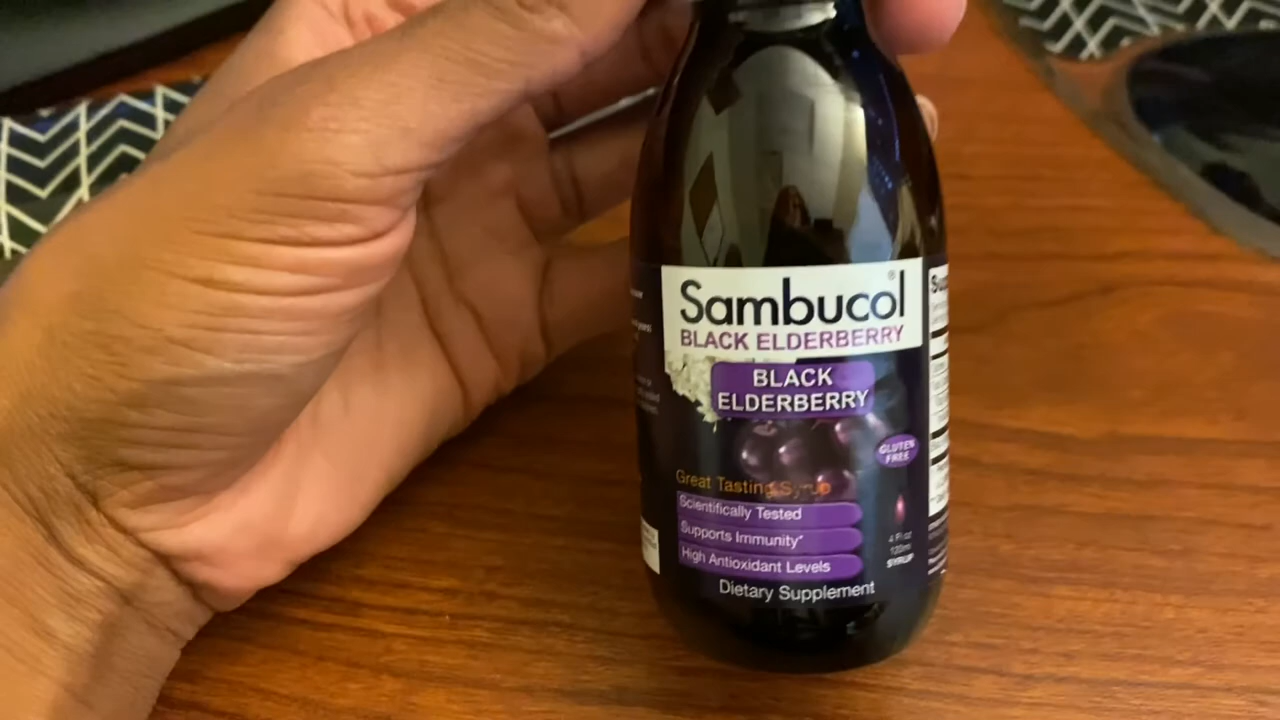 Sambucol®
BLACK ELDERBERRY
BLACK
ELDERBERRY
GLUTEN
FREE
Great Tasting Syrup
Scientifically Tested
Supports Immunity*
High Antioxidant Levels
4 Fl oz
120ml
SYRUP
Dietary Supplement